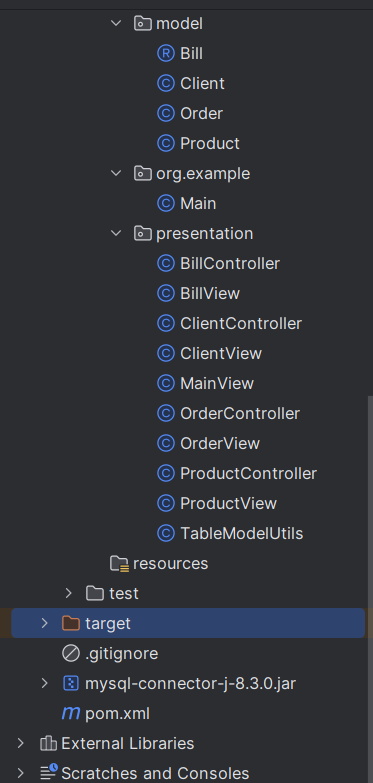 model
Bill
Client
Order
Product
org.example
Main
presentation
BillController
BillView
ClientController
ClientView
MainView
OrderController
OrderView
ProductController
ProductView
TableModelUtils
resources
test
target
.gitignore
mysql-connector-j-8.3.0.jar
pom.xml
External Libraries
Scratches and Consoles